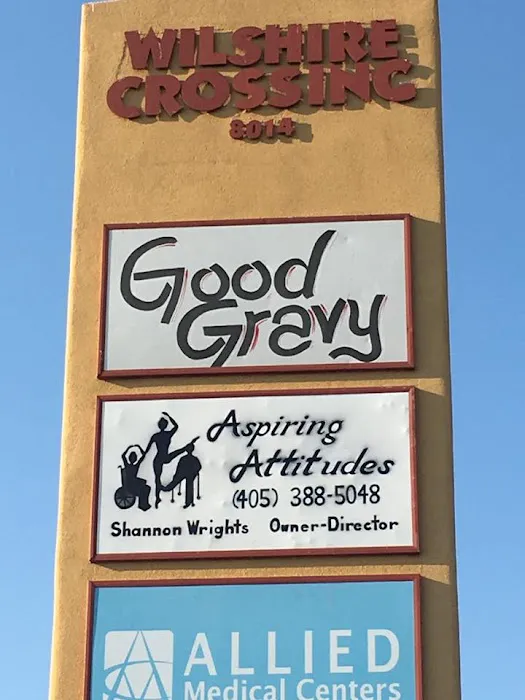 WILSHIRE
CROSSING
8014
Good
Gravy
Aspiring
Attitudes
(405) 388-5048
Shannon Wrights Owner-Director
ALLIED
Medical Centers